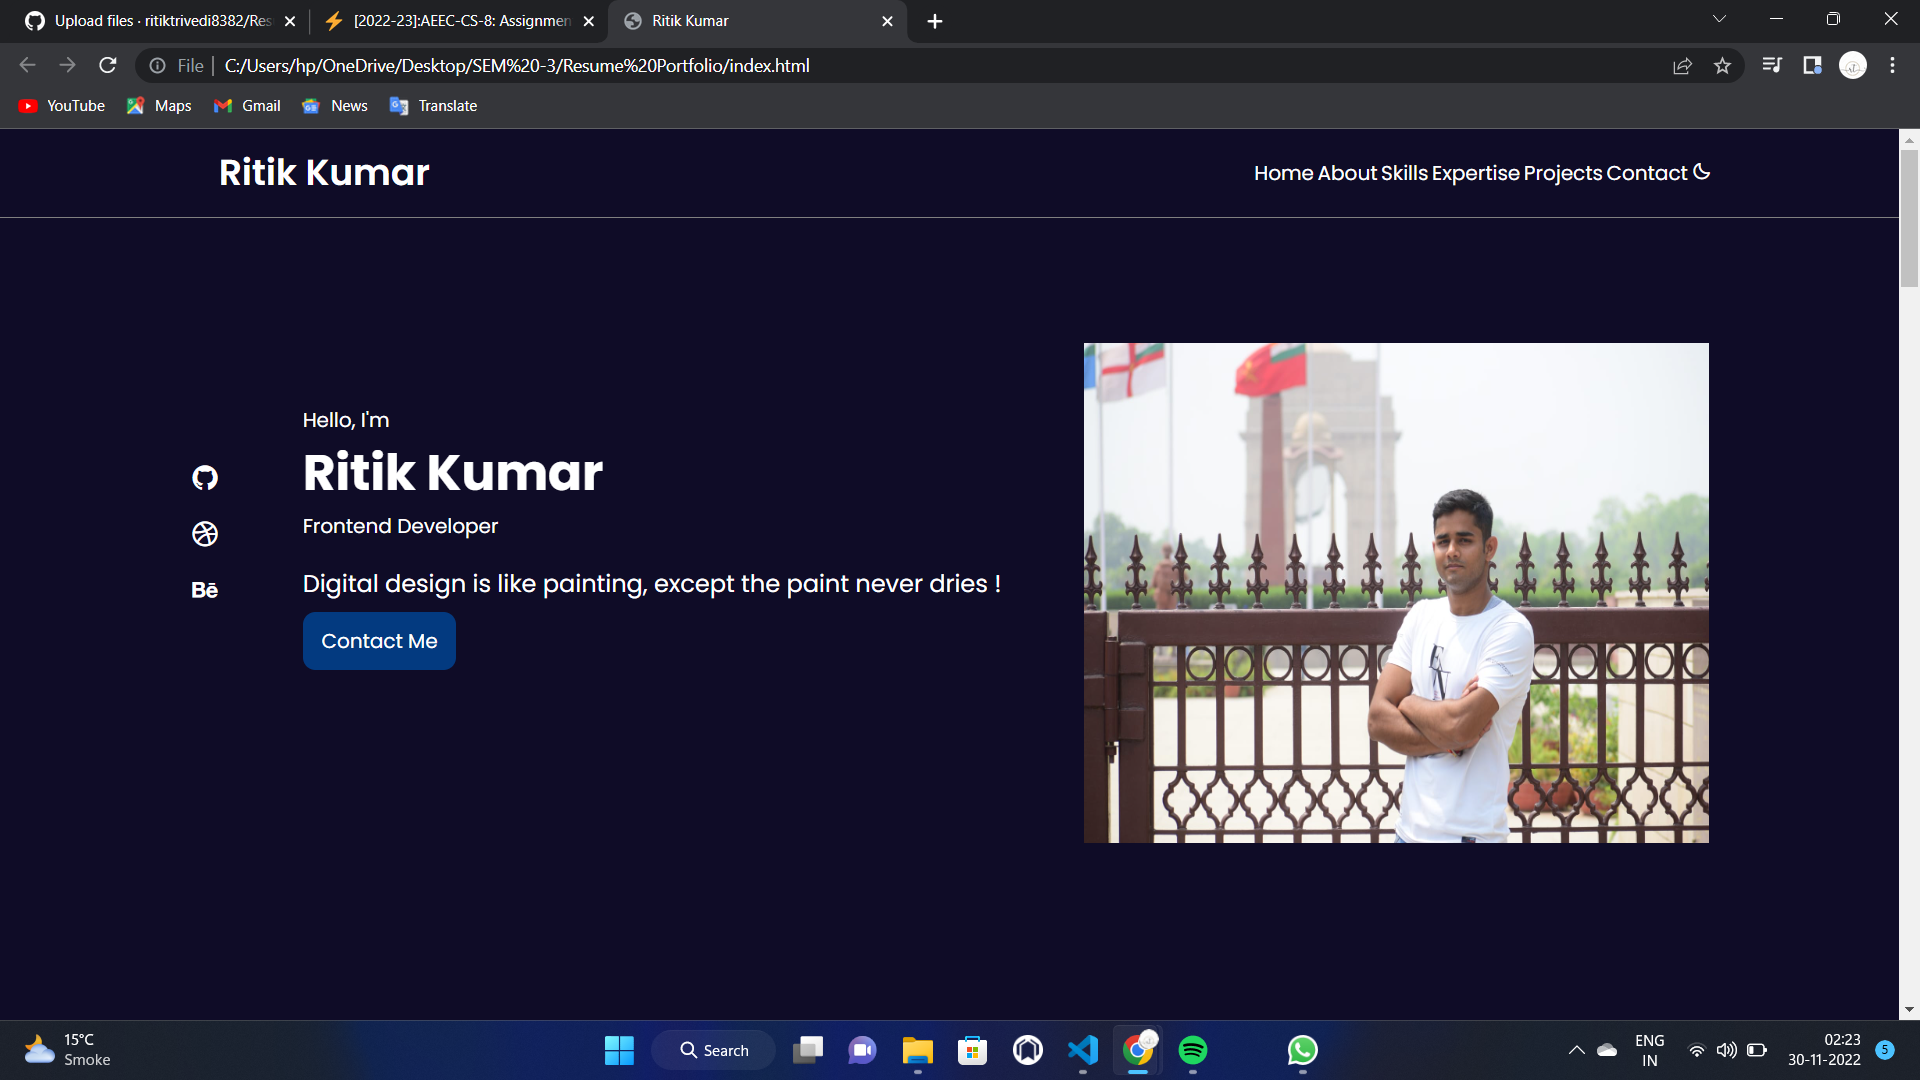 Upload files · ritiktrivedi8382/Res
[2022-23]:AEEC-CS-8: Assignmen
Ritik Kumar
File
C:/Users/hp/OneDrive/Desktop/SEM%20-3/Resume%20Portfolio/index.html
YouTube
Maps
Gmail
News
Translate
Ritik Kumar
Home About Skills Expertise Projects Contact
Hello, I'm
Ritik Kumar
Frontend Developer
Digital design is like painting, except the paint never dries !
Contact Me
Bē
15°C
Smoke
Search
ENG
IN
02:23
30-11-2022
5